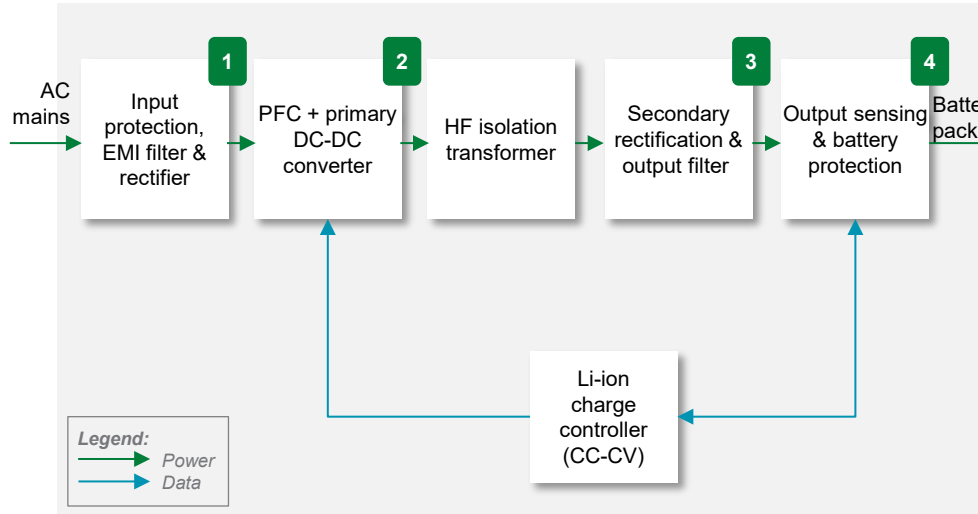 1
2
3
4
AC
mains
Input
protection,
EMI filter &
rectifier
PFC + primary
DC-DC
converter
HF isolation
transformer
Secondary
rectification &
output filter
Output sensing
& battery
protection
pack
Li-ion
charge
controller
(CC-CV)
Legend:
Power
Data